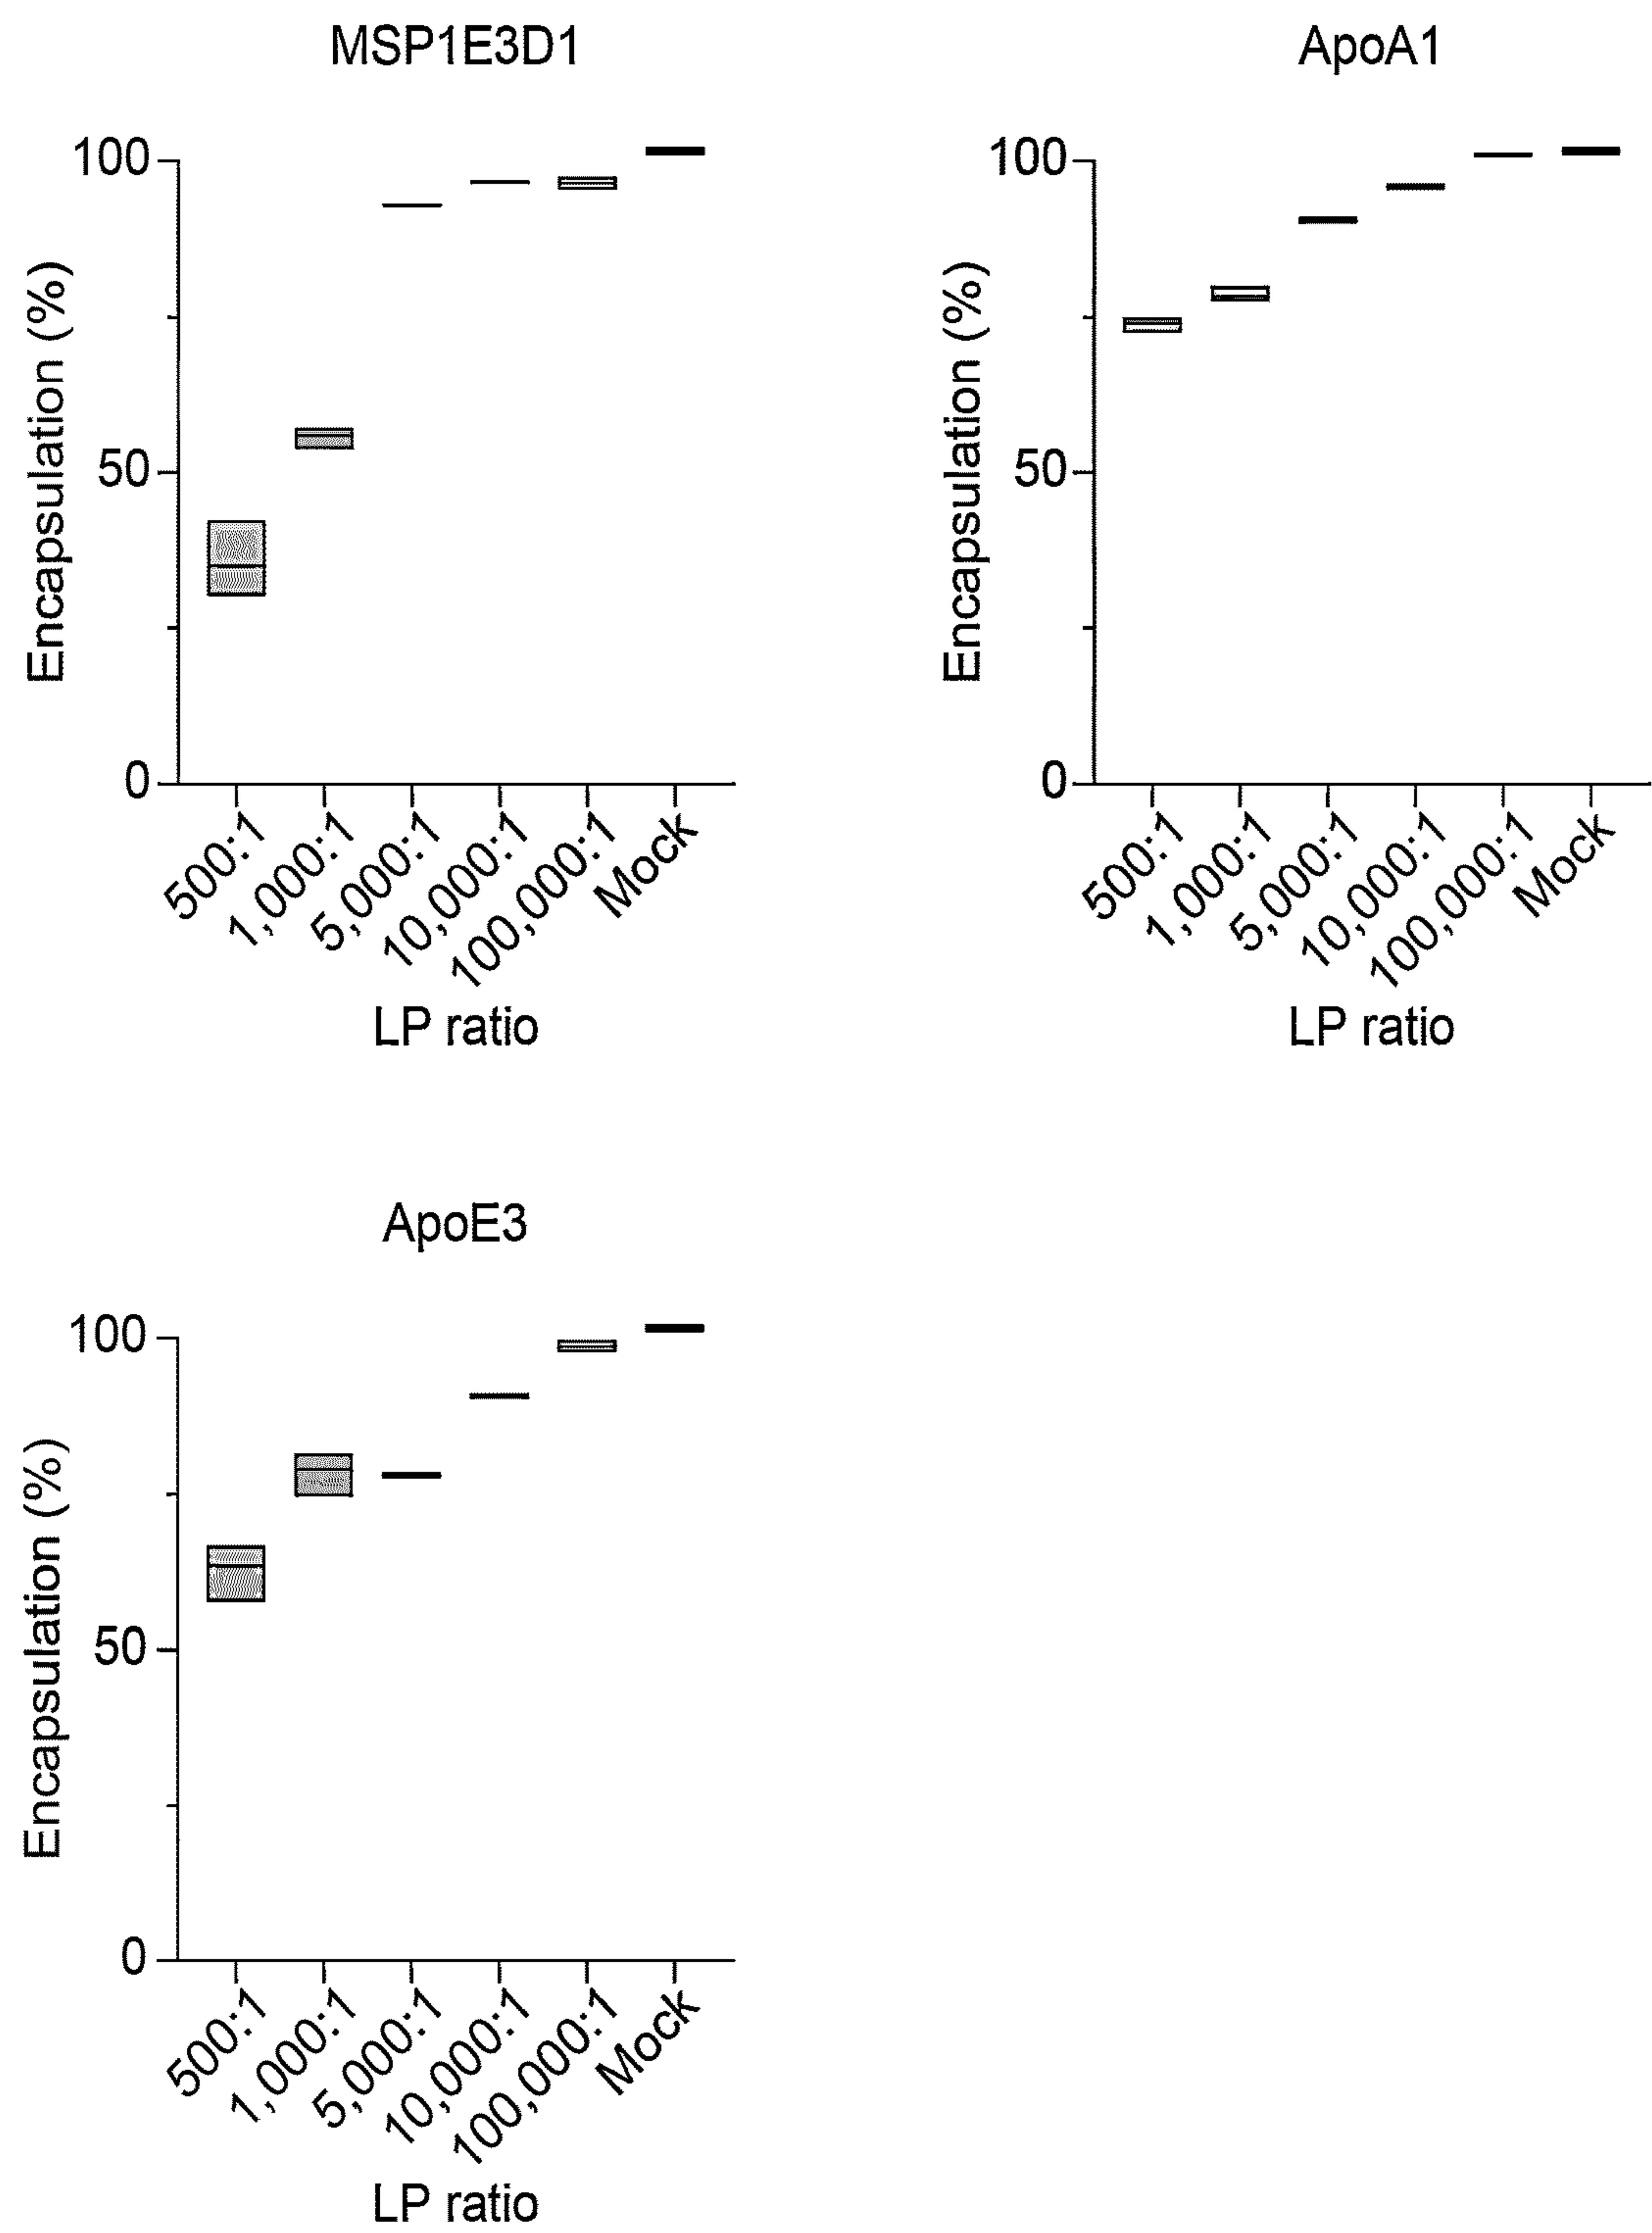 MSP1E3D1
Encapsulation (%)
100
50
0
500:1
1,000:1
5,000:1
10,000:1
100,000:1
Mock
LP ratio
ApoA1
Encapsulation (%)
100
50
0
500:1
1,000:1
5,000:1
10,000:1
100,000:1
Mock
LP ratio
ApoE3
Encapsulation (%)
100
50
0
500:1
1,000:1
5,000:1
10,000:1
100,000:1
Mock
LP ratio